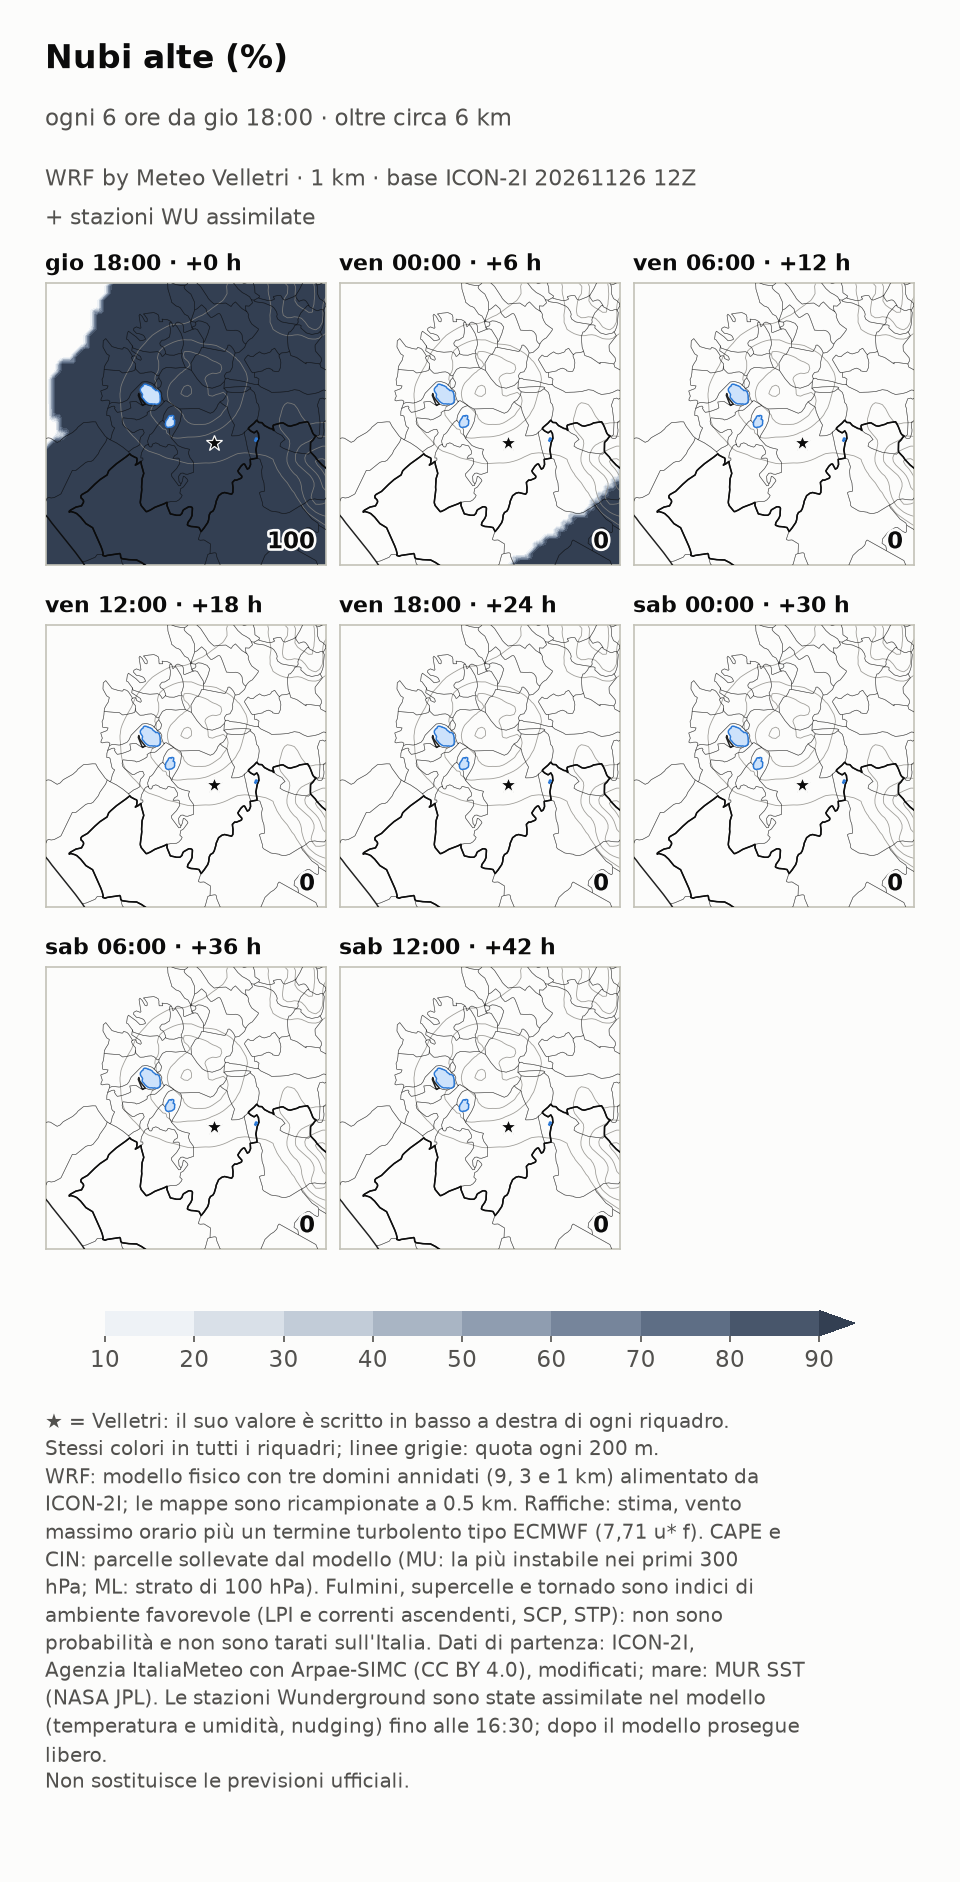 Nubi alte (%)
ogni 6 ore da gio 18:00 · oltre circa 6 km
WRF by Meteo Velletri · 1 km · base ICON-2I 20261126 12Z
+ stazioni WU assimilate
gio 18:00 · +0 h
ven 00:00 · +6 h
ven 06:00 · +12 h
100
0
0
ven 12:00 · +18 h
ven 18:00 · +24 h
sab 00:00 · +30 h
0
0
0
sab 06:00 · +36 h
sab 12:00 · +42 h
0
0
10 20 30 40 50 60 70 80 90
★ = Velletri: il suo valore è scritto in basso a destra di ogni riquadro.
Stessi colori in tutti i riquadri; linee grigie: quota ogni 200 m.
WRF: modello fisico con tre domini annidati (9, 3 e 1 km) alimentato da
ICON-2I; le mappe sono ricampionate a 0.5 km. Raffiche: stima, vento
massimo orario più un termine turbolento tipo ECMWF (7,71 u* f). CAPE e
CIN: parcelle sollevate dal modello (MU: la più instabile nei primi 300
hPa; ML: strato di 100 hPa). Fulmini, supercelle e tornado sono indici di
ambiente favorevole (LPI e correnti ascendenti, SCP, STP): non sono
probabilità e non sono tarati sull'Italia. Dati di partenza: ICON-2I,
Agenzia ItaliaMeteo con Arpae-SIMC (CC BY 4.0), modificati; mare: MUR SST
(NASA JPL). Le stazioni Wunderground sono state assimilate nel modello
(temperatura e umidità, nudging) fino alle 16:30; dopo il modello prosegue
libero.
Non sostituisce le previsioni ufficiali.